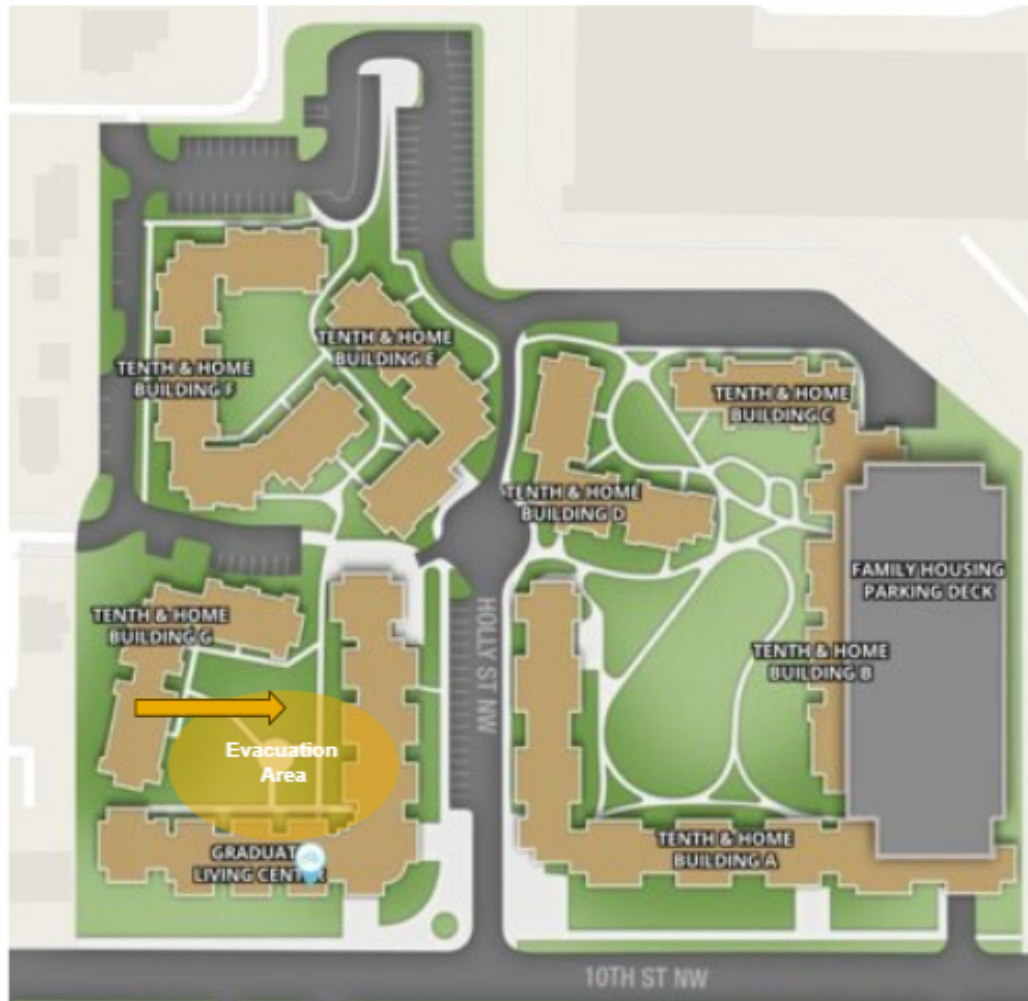 TENTH & HOME
BUILDING F
TENTH & HOME
BUILDING E
TENTH & HOME
BUILDING C
TENTH & HOME
BUILDING D
FAMILY HOUSING
PARKING DECK
TENTH & HOME
BUILDING G
HOLLY ST NW
TENTH & HOME
BUILDING B
Evacuation
Area
GRADUATE
LIVING CENTER
TENTH & HOME
BUILDING A
10TH ST NW